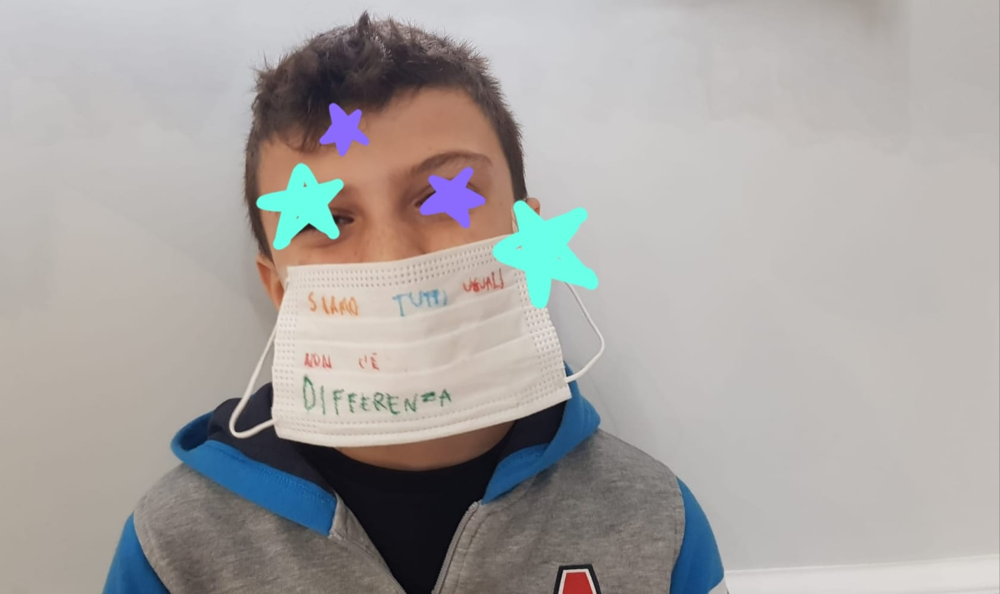 SIAMO TUTTI UGUALI
NON C'È
DIFFERENZA
A